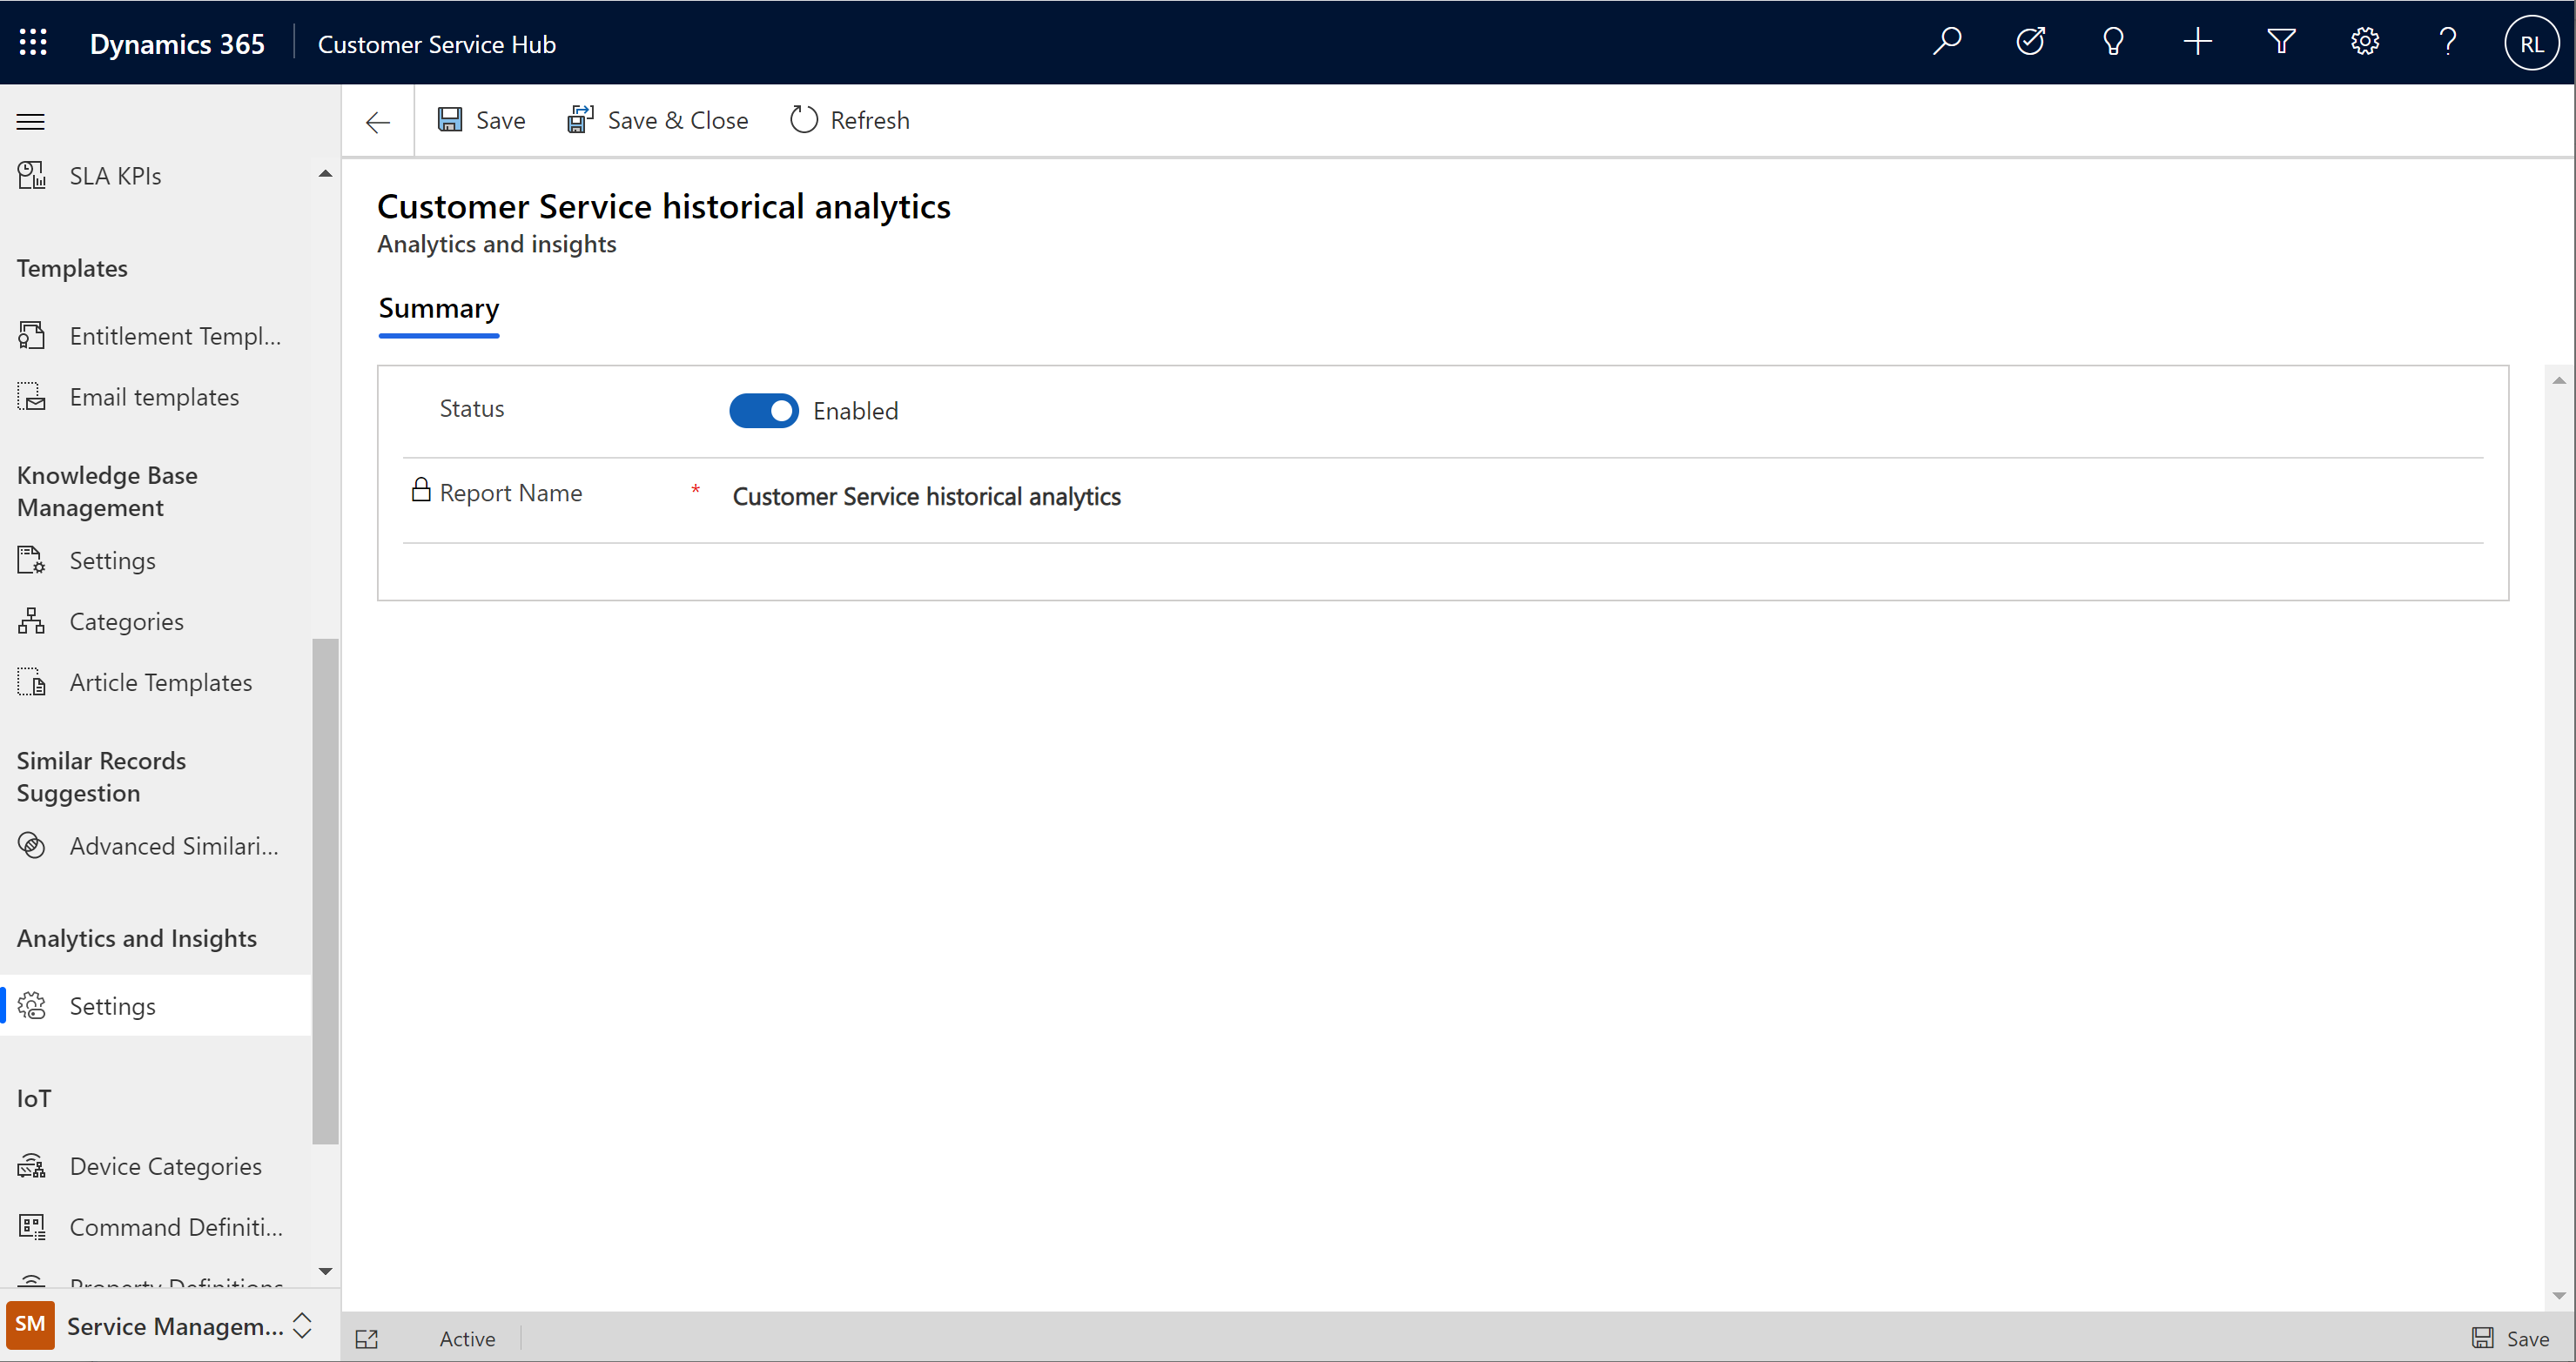 Dynamics 365
Customer Service Hub
RL
Save
Save & Close
Refresh
SLA KPIs
Templates
Entitlement Templ...
Email templates
Knowledge Base
Management
Settings
Categories
Article Templates
Similar Records
Suggestion
Advanced Similari...
Analytics and Insights
Settings
IoT
Device Categories
Command Definiti...
Property Definitions
SM
Service Managem...
Customer Service historical analytics
Analytics and insights
Summary
Status
Enabled
Report Name
*
Customer Service historical analytics
Active
Save